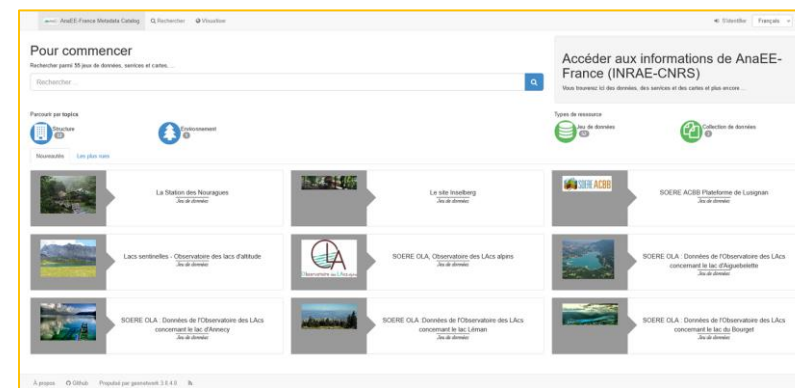 AnaEE-France Metadata Catalog Rechercher Visualiser S'identifier Français
Pour commencer
Rechercher parmi 55 jeux de données, services et cartes, ...
Rechercher ...
Accéder aux informations de AnaEE-
France (INRAE-CNRS)
Vous trouverez ici des données, des services et des cartes et plus encore ...
Parcourir par topics
Structure
Environnement
Types de ressource
Jeu de données
Collection de données
Nouveautés Les plus vues
La Station des Nouragues
Jeu de données
Le site Inselberg
Jeu de données
SOERE ACBB
SOERE ACBB Plateforme de Lusignan
Jeu de données
Lacs sentinelles - Observatoire des lacs d'altitude
Jeu de données
Observatoire des LAcs alpins
SOERE OLA, Observatoire des LAcs alpins
Jeu de données
SOERE OLA : Données de l'Observatoire des LAcs
concernant le lac d'Aiguebelette
Jeu de données
SOERE OLA : Données de l'Observatoire des LAcs
concernant le lac d'Annecy
Jeu de données
SOERE OLA :Données de l'Observatoire des LAcs
concernant le lac Léman
Jeu de données
SOERE OLA : Données de l'Observatoire des LAcs
concernant le lac du Bourget
Jeu de données
À propos Github Propulsé par geonetwork 3.4.4.0